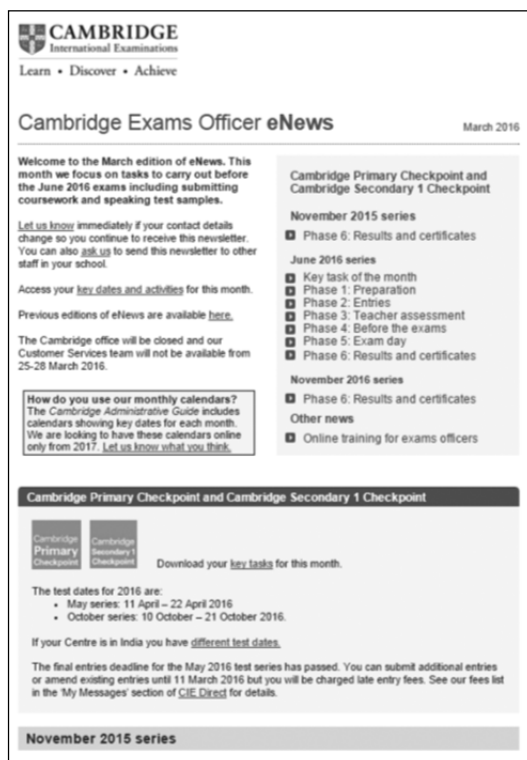 CAMBRIDGE
International Examinations
Learn • Discover • Achieve
Cambridge Exams Officer eNews
March 2016
Welcome to the March edition of eNews. This
month we focus on tasks to carry out before
the June 2016 exams including submitting
coursework and speaking test samples.
Let us know immediately if your contact details
change so you continue to receive this newsletter.
You can also ask us to send this newsletter to other
staff in your school.
Access your key dates and activities for this month.
Previous editions of eNews are available here.
The Cambridge office will be closed and our
Customer Services team will not be available from
25-28 March 2016.
How do you use our monthly calendars?
The Cambridge Administrative Guide includes
calendars showing key dates for each month.
We are looking to have these calendars online
only from 2017. Let us know what you think.
Cambridge Primary Checkpoint and
Cambridge Secondary 1 Checkpoint
November 2015 series
Phase 6: Results and certificates
June 2016 series
Key task of the month
Phase 1: Preparation
Phase 2: Entries
Phase 3: Teacher assessment
Phase 4: Before the exams
Phase 5: Exam day
Phase 6: Results and certificates
November 2016 series
Phase 6: Results and certificates
Other news
Online training for exams officers
Cambridge Primary Checkpoint and Cambridge Secondary 1 Checkpoint
Cambridge
Primary
Checkpoint
Cambridge
Secondary 1
Checkpoint
Download your key tasks for this month.
The test dates for 2016 are:
• May series: 11 April – 22 April 2016
• October series: 10 October – 21 October 2016.
If your Centre is in India you have different test dates.
The final entries deadline for the May 2016 test series has passed. You can submit additional entries
or amend existing entries until 11 March 2016 but you will be charged late entry fees. See our fees list
in the 'My Messages' section of CIE Direct for details.
November 2015 series